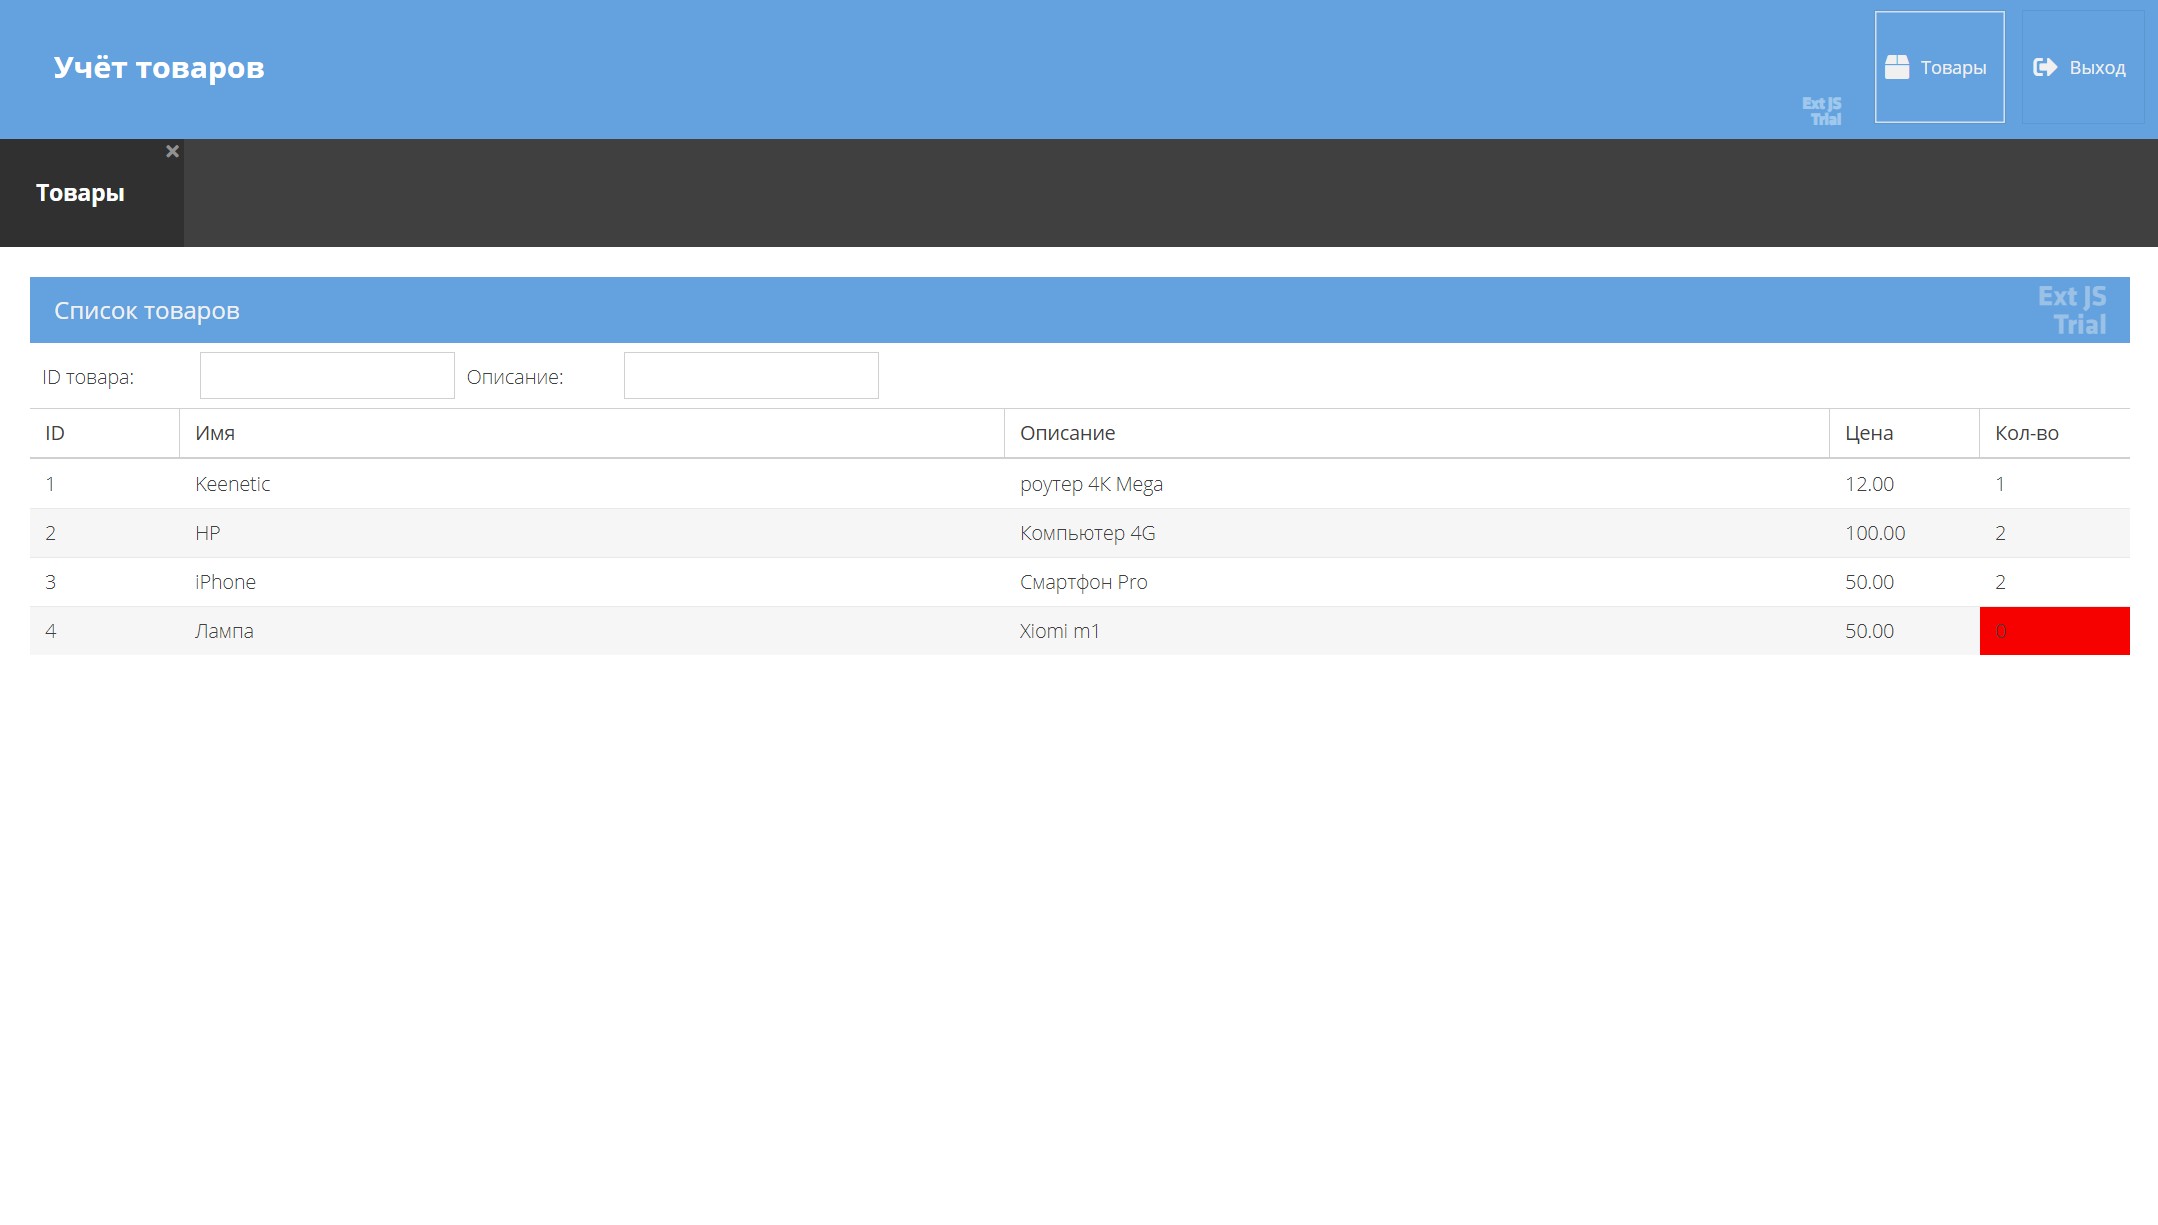 Учёт товаров
Ext JS
Trial
Товары
Выход
Товары
Список товаров
Ext JS
Trial
ID товара:
Описание:
ID Имя Описание Цена Кол-во
1 Keenetic роутер 4K Mega 12.00 1
2 HP Компьютер 4G 100.00 2
3 iPhone Смартфон Pro 50.00 2
4 Лампа Xiomi m1 50.00 0